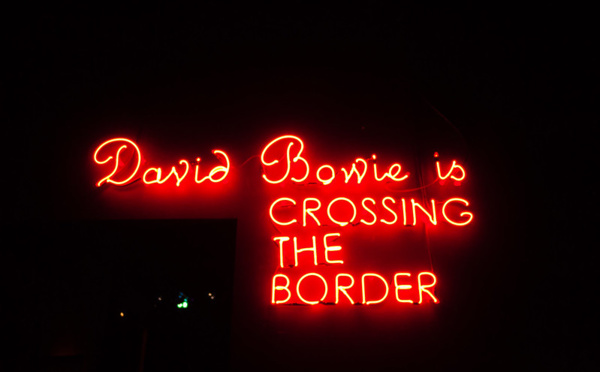 David Bowie is
CROSSING
THE
BORDER